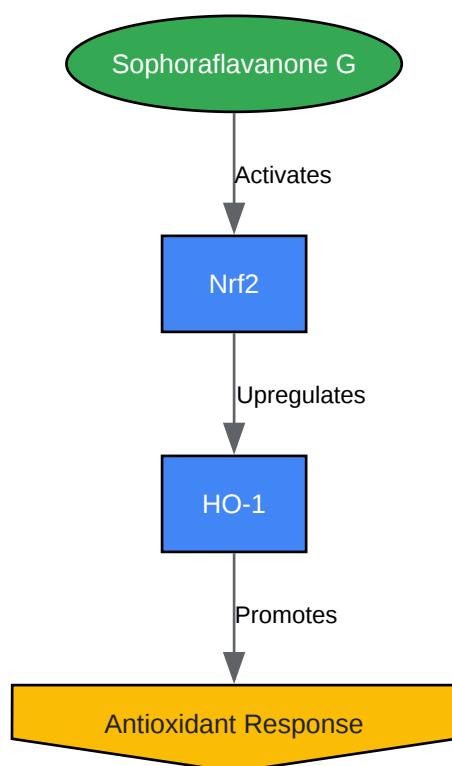 Sophoraflavanone G
Activates
Nrf2
Upregulates
HO-1
Promotes
Antioxidant Response